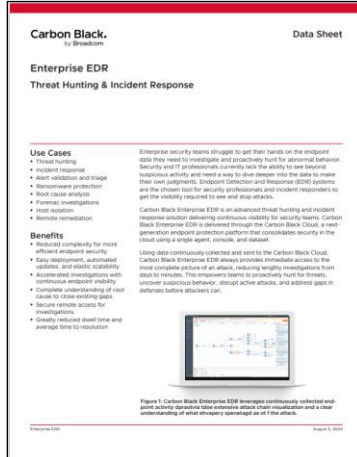 Carbon Black.
by Broadcom
Data Sheet
Enterprise EDR
Threat Hunting & Incident Response
Use Cases
• Threat hunting
• Incident response
• Alert validation and triage
• Ransomware protection
• Root cause analysis
• Forensic investigations
• Host isolation
• Remote remediation
Benefits
• Reduced complexity for more
efficient endpoint security
• Easy deployment, automated
updates, and elastic scalability
• Accelerated investigations with
continuous endpoint visibility
• Complete understanding of root
cause to close existing gaps
• Secure remote access for
investigations
• Greatly reduced dwell time and
average time to resolution
Enterprise security teams struggle to get their hands on the endpoint
data they need to investigate and proactively hunt for abnormal behavior.
Security and IT professionals currently lack the ability to see beyond
suspicious activity and need a way to dive deeper into the data to make
their own judgments. Endpoint Detection and Response (EDR) systems
are the chosen tool for security professionals and incident responders to
get the visibility required to see and stop attacks.
Carbon Black Enterprise EDR is an advanced threat hunting and incident
response solution delivering continuous visibility for security teams. Carbon
Black Enterprise EDR is delivered through the Carbon Black Cloud, a next-
generation endpoint protection platform that consolidates security in the
cloud using a single agent, console, and dataset.
Using data continuously collected and sent to the Carbon Black Cloud,
Carbon Black Enterprise EDR always provides immediate access to the
most complete picture of an attack, reducing lengthy investigations from
days to minutes. This empowers teams to proactively hunt for threats,
uncover suspicious behavior, disrupt active attacks, and address gaps in
defenses before attackers can.
Figure 1: Carbon Black Enterprise EDR leverages continuously collected end-
point activity
extensive attack chain visualization and a clear
understanding of what
the attack.
Enterprise EDR
August 5, 2024